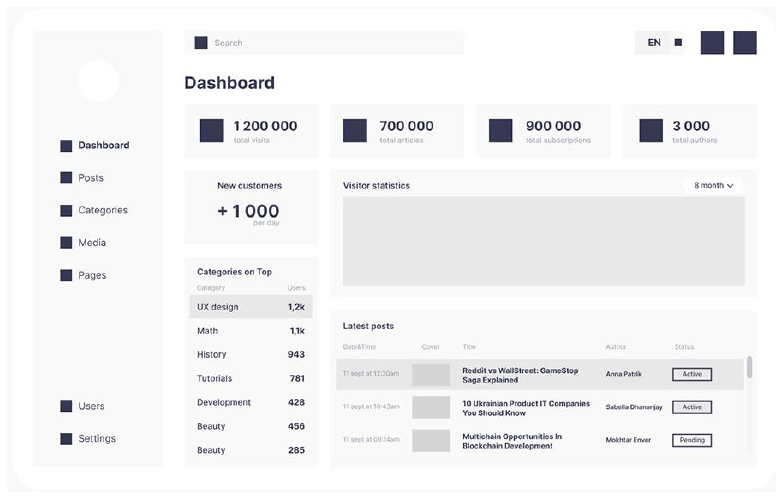 Search
EN
Dashboard
Dashboard
Posts
Categories
Media
Pages
Users
Settings
1 200 000
total visits
700 000
total articles
900 000
total subscriptions
3 000
total authors
New customers
+ 1 000
per day
Visitor statistics
8 month
Categories on Top
Category Users
UX design 1,2k
Math 1,1k
History 943
Tutorials 781
Development 428
Beauty 456
Beauty 285
Latest posts
Date&Time Cover Title Author Status
11 sept at 12:30am Reddit vs WallStreet: GameStop
Saga Explained Anna Patrik Active
11 sept at 10:43am 10 Ukrainian Product IT Companies
You Should Know Sabella Dhananjay Active
11 sept at 09:14am Multichain Opportunities In
Blockchain Development Mokhtar Enver Pending